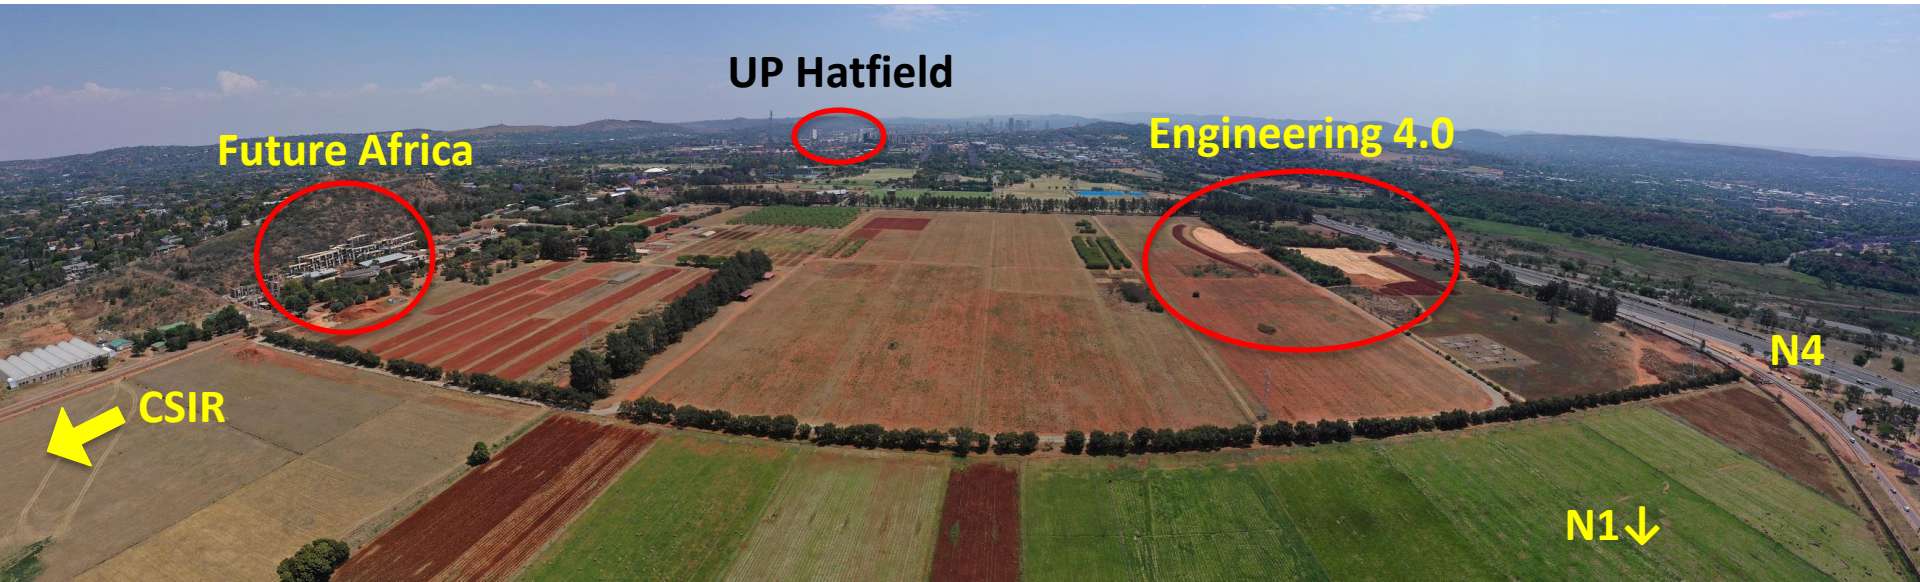 UP Hatfield
Future Africa
Engineering 4.0
N4
CSIR
N1↓